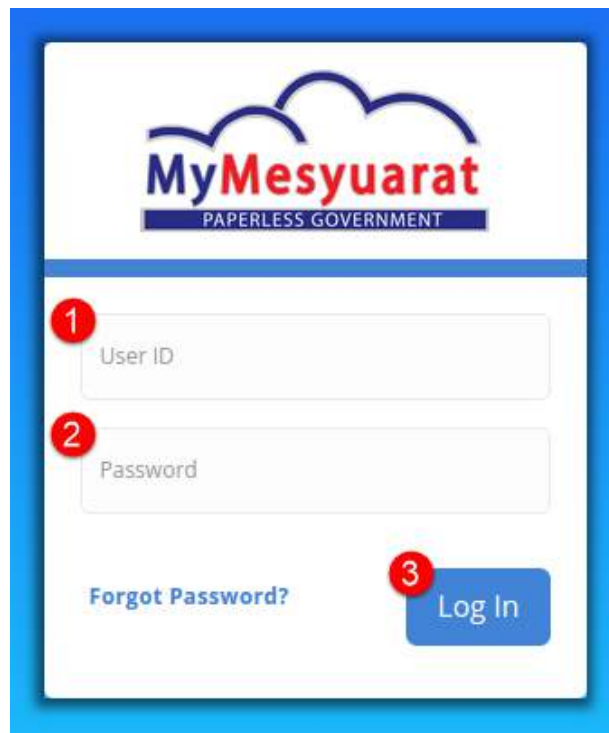 MyMesyuarat
PAPERLESS GOVERNMENT
1
User ID
2
Password
3
Forgot Password?
Log In